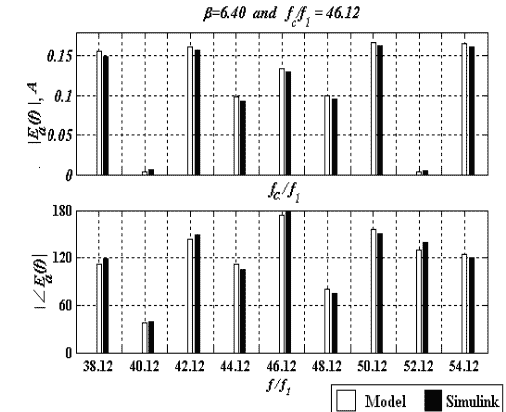 β=6.40 and f_c/f_1 = 46.12
|E_a(f)|, A
0.15
0.1
0.05
0
f_c/f_1
|∠E_a(f)|
180
120
60
0
38.12 40.12 42.12 44.12 46.12 48.12 50.12 52.12 54.12
f/f_1
Model Simulink